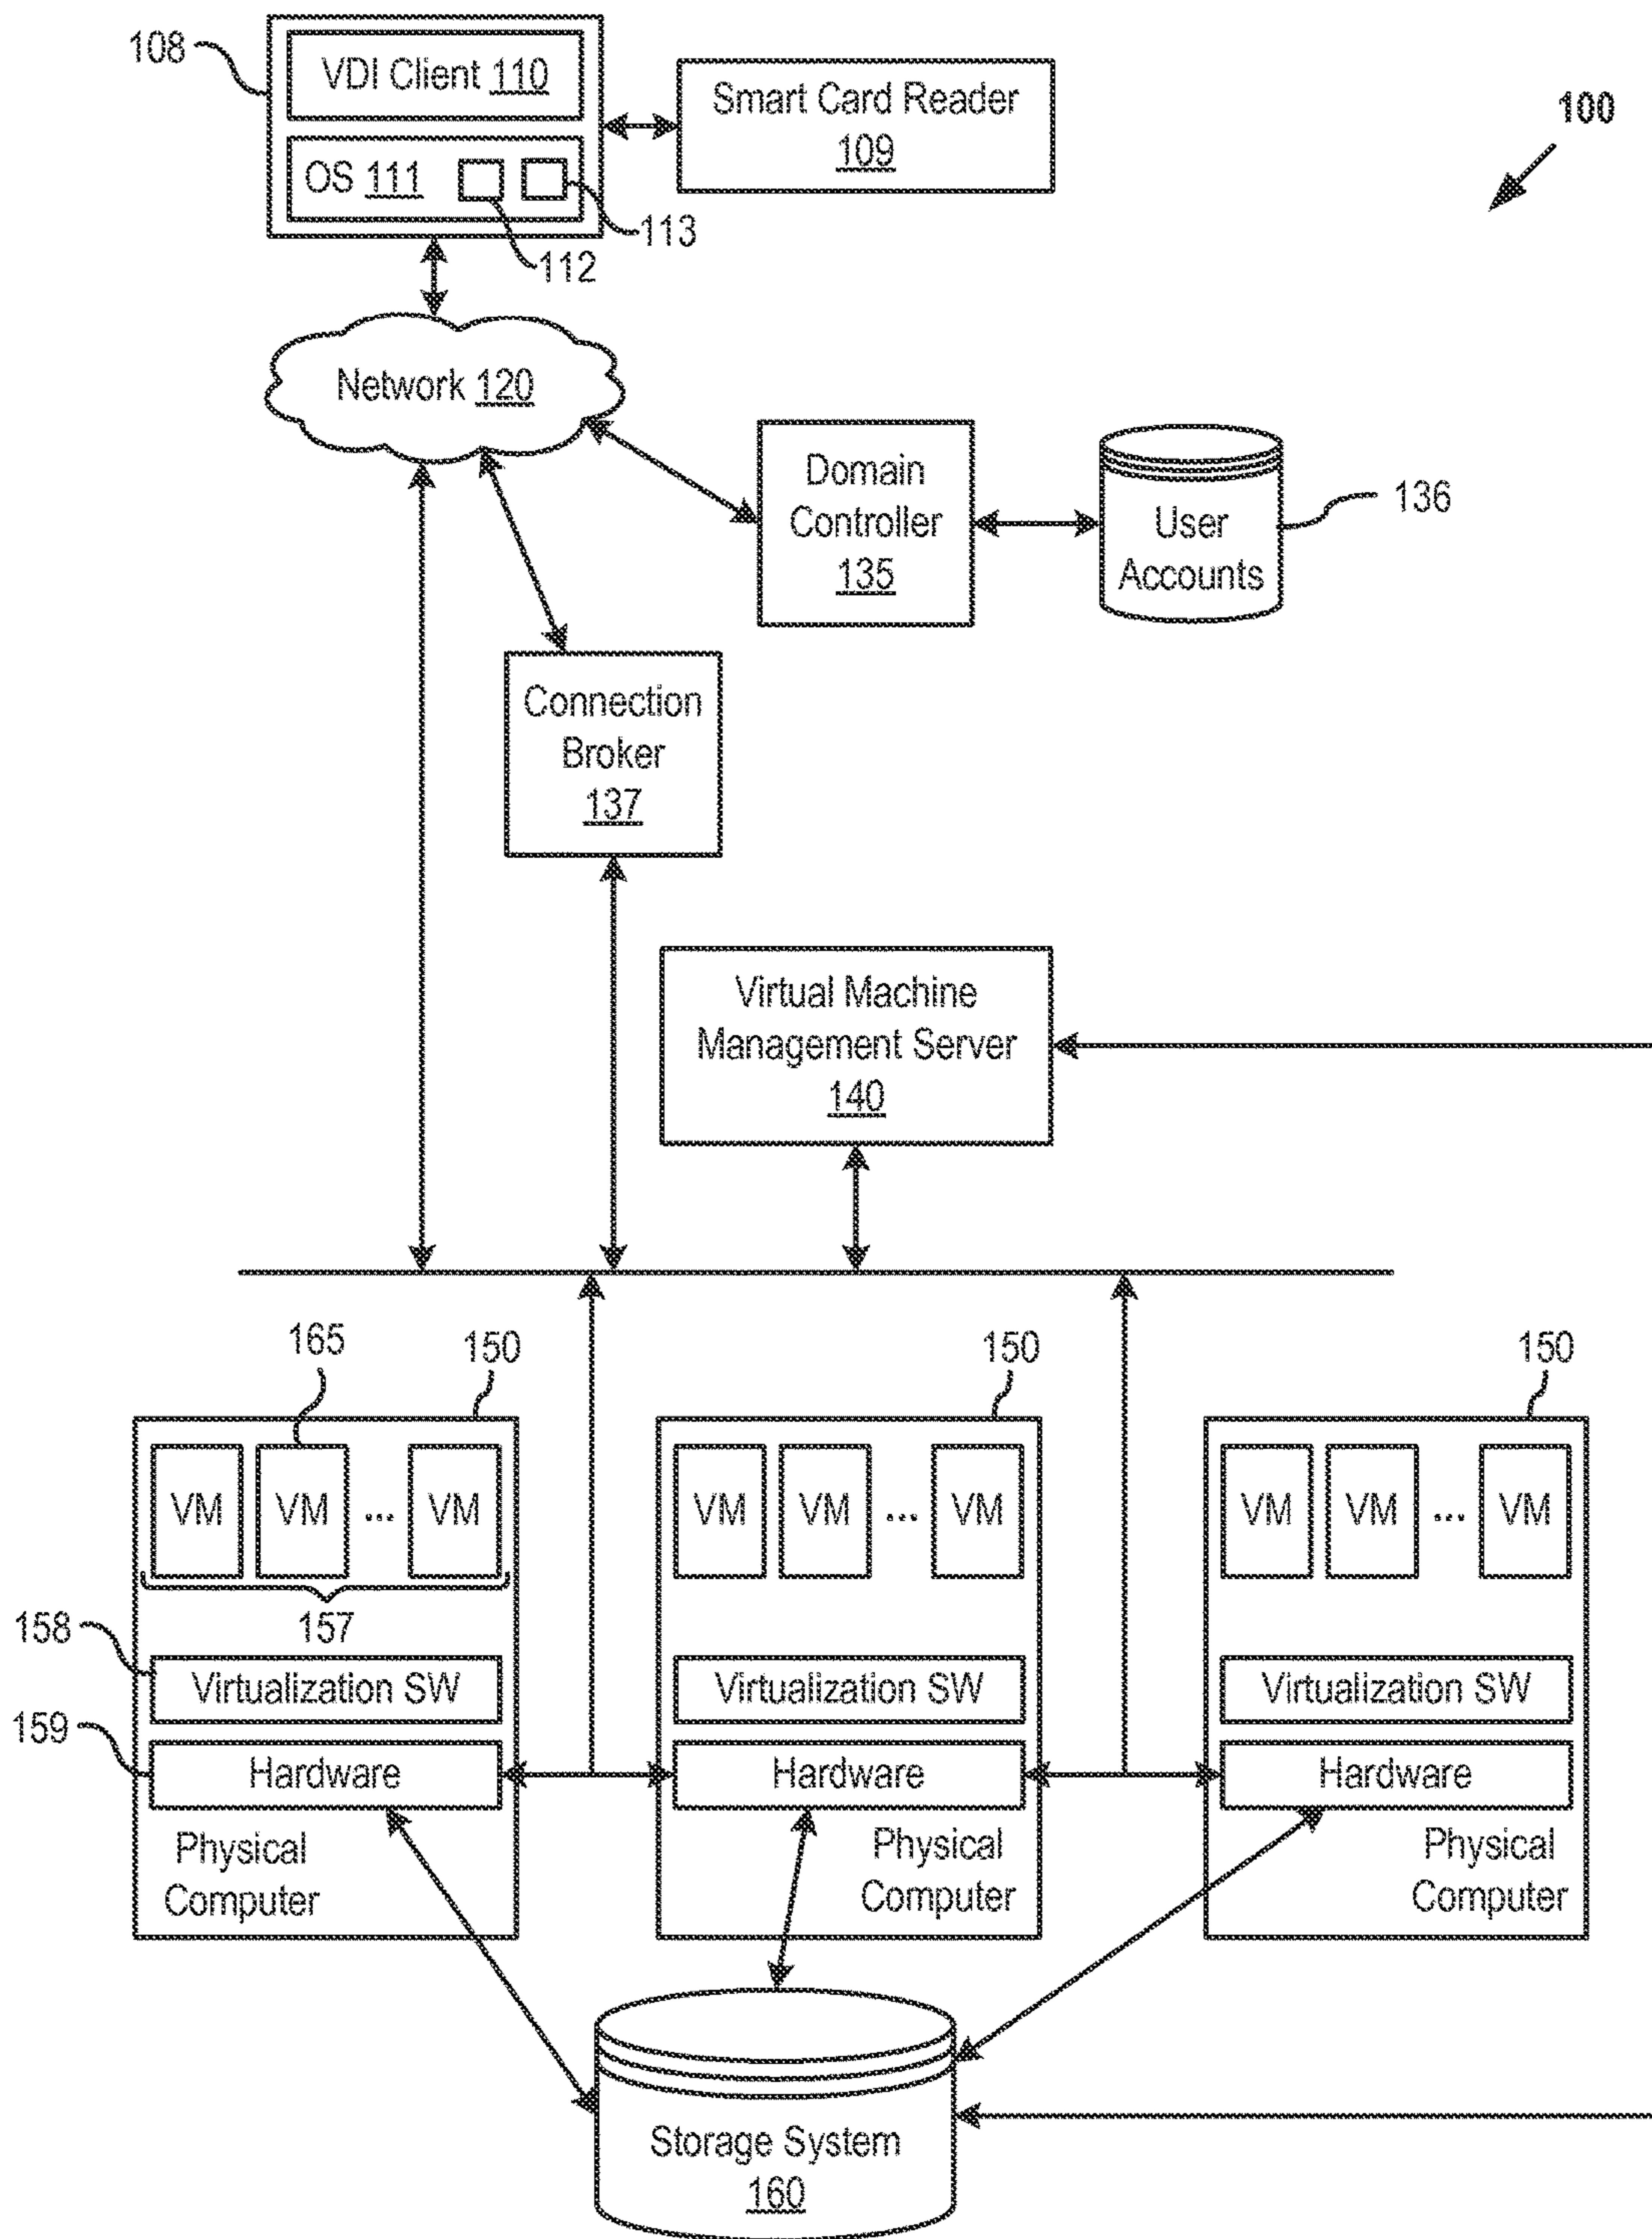 108
VDI Client 110
OS 111
112
113
Smart Card Reader
109
100
Network 120
Domain
Controller
135
User
Accounts
136
Connection
Broker
137
Virtual Machine
Management Server
140
165
150
150
150
VM
VM
...
VM
VM
VM
...
VM
VM
VM
...
VM
157
158
Virtualization SW
Virtualization SW
Virtualization SW
159
Hardware
Hardware
Hardware
Physical
Computer
Physical
Computer
Physical
Computer
Storage System
160